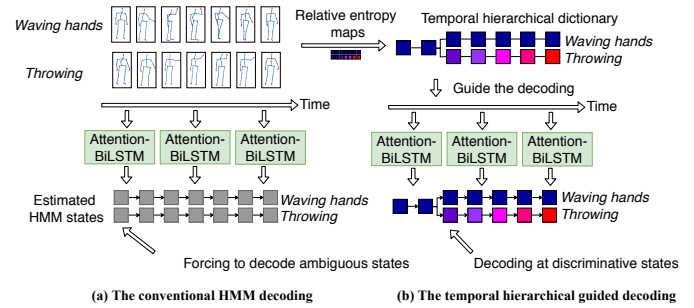 Waving hands
Throwing
Relative entropy
maps
Temporal hierarchical dictionary
Waving hands
Throwing
Guide the decoding
Time
Time
Attention-
BiLSTM
Attention-
BiLSTM
Attention-
BiLSTM
Attention-
BiLSTM
Attention-
BiLSTM
Attention-
BiLSTM
Estimated
HMM states
Waving hands
Throwing
Waving hands
Throwing
Forcing to decode ambiguous states
Decoding at discriminative states
(a) The conventional HMM decoding
(b) The temporal hierarchical guided decoding